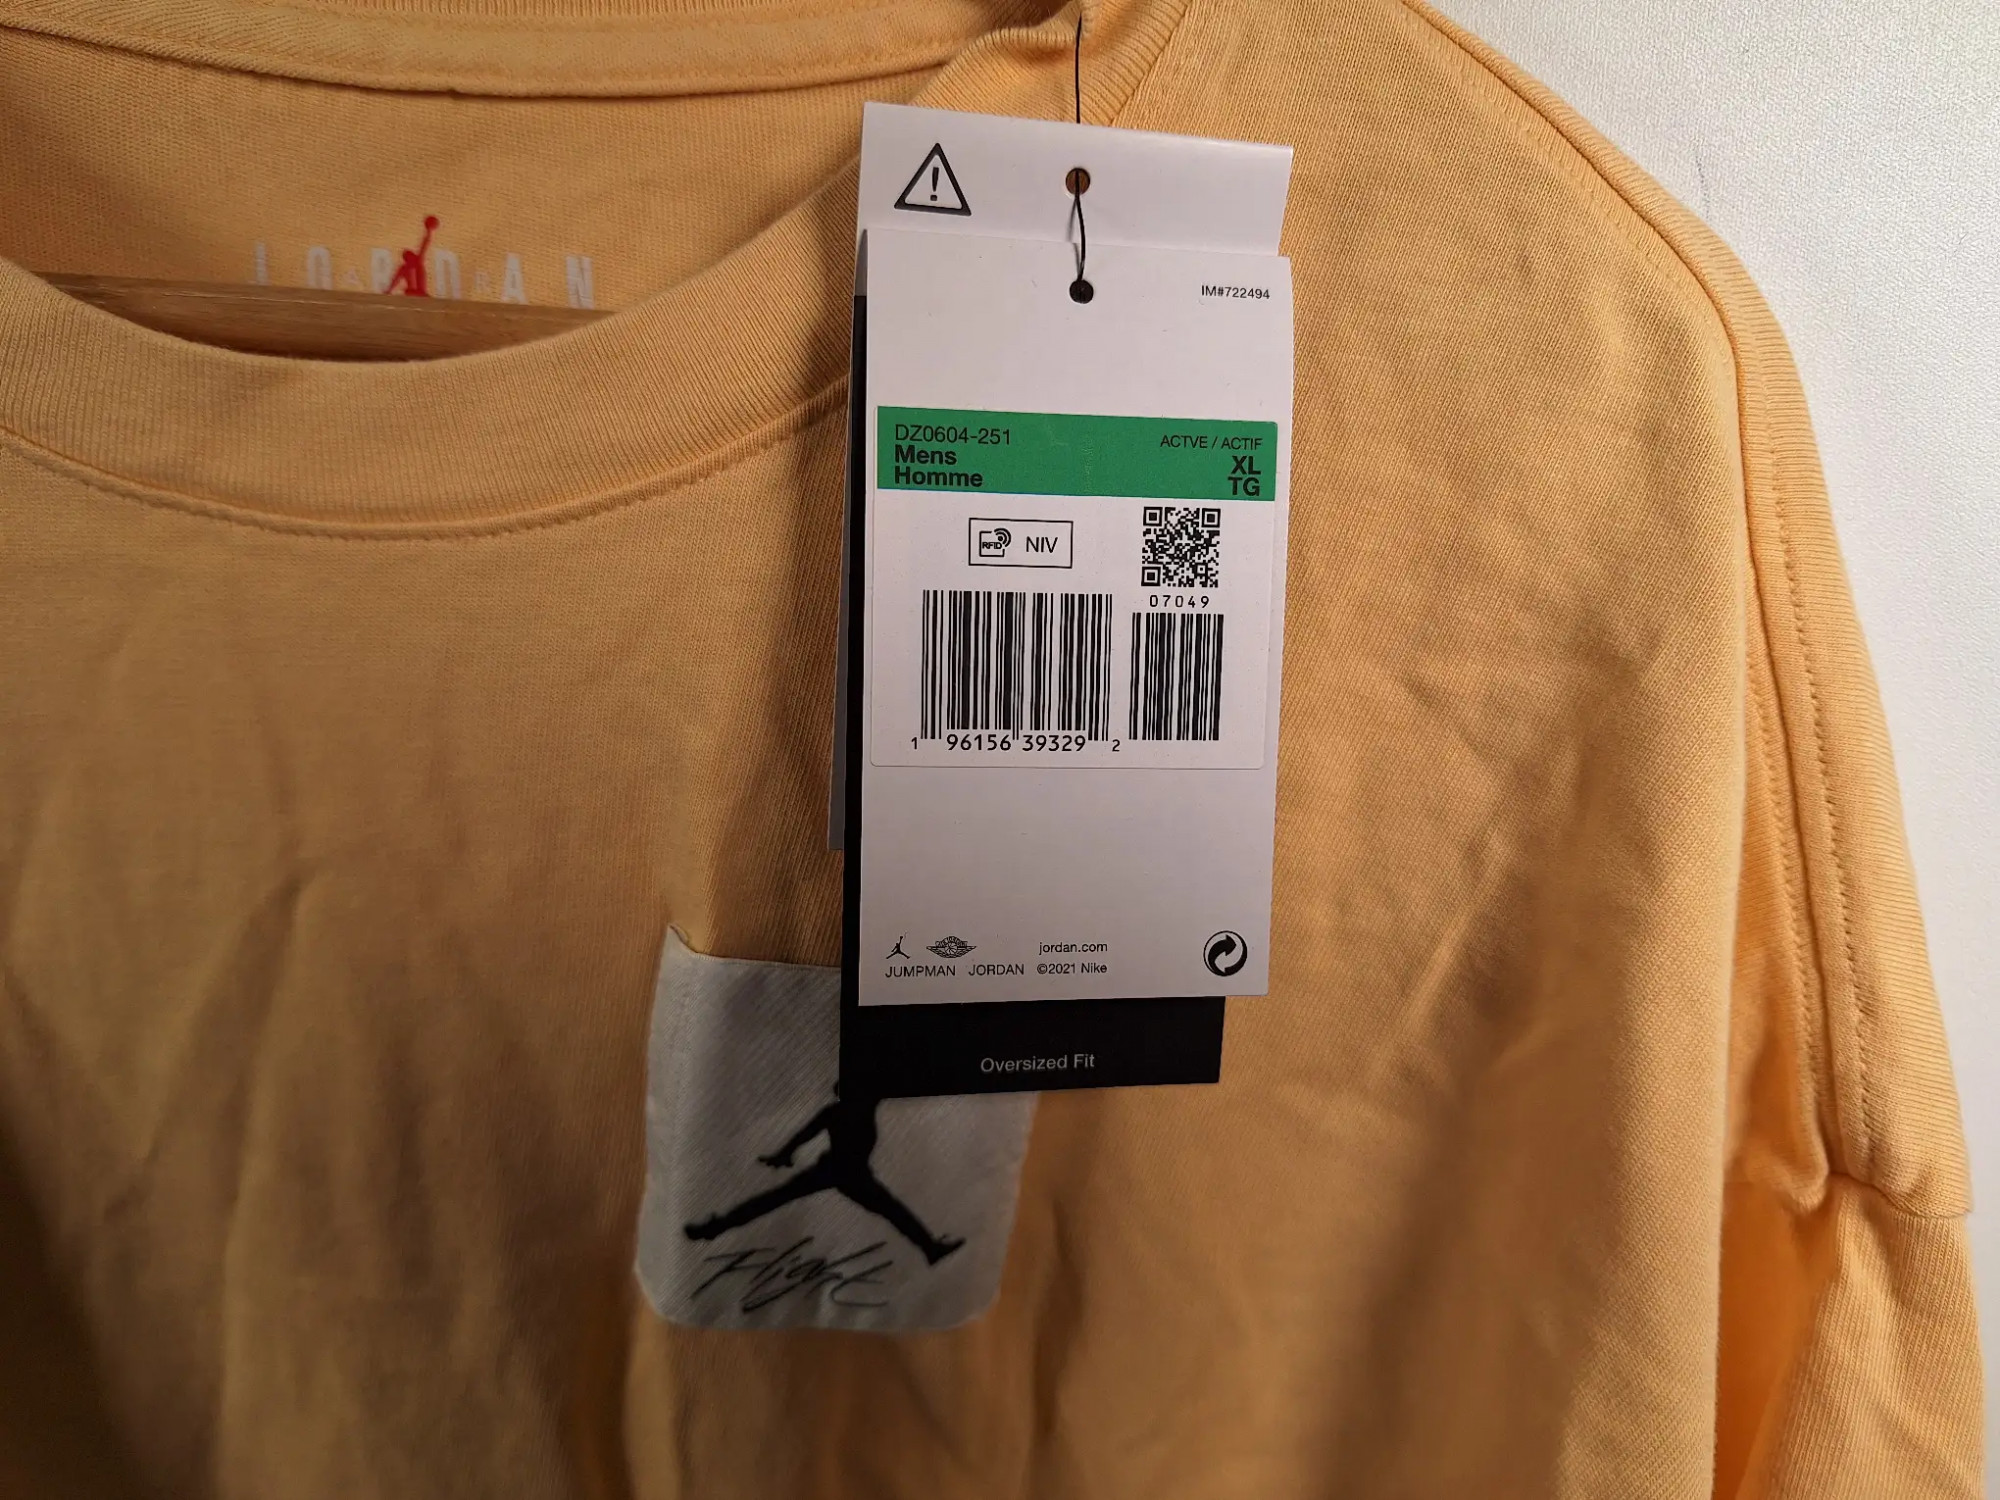 JORDAN
IM#722494
DZ0604-251
Mens
Homme
ACTVE / ACTIF
XL
TG
RFID NIV
07049
1 96156 39329 2
jordan.com
JUMPMAN JORDAN ©2021 Nike
Oversized Fit
Flight